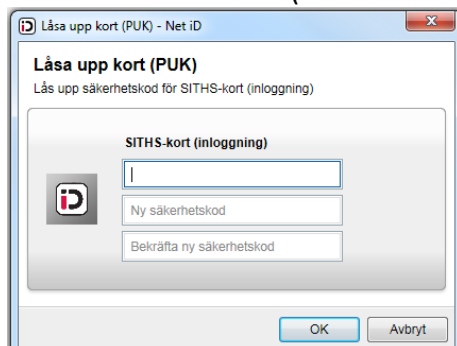 Låsa upp kort (PUK) - Net iD
Låsa upp kort (PUK)
Lås upp säkerhetskod för SITHS-kort (inloggning)
SITHS-kort (inloggning)
Ny säkerhetskod
Bekräfta ny säkerhetskod
OK Avbryt